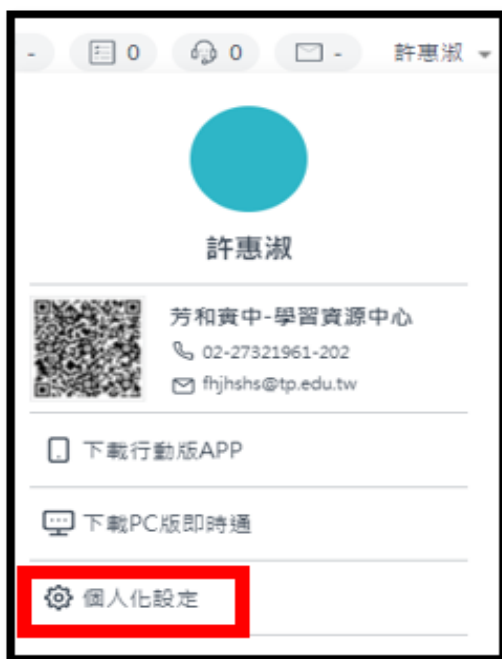 - 0 0 - 許惠淑
許惠淑
芳和實中-學習資源中心
02-27321961-202
fhjhshs@tp.edu.tw
下載行動版APP
下載PC版即時通
個人化設定